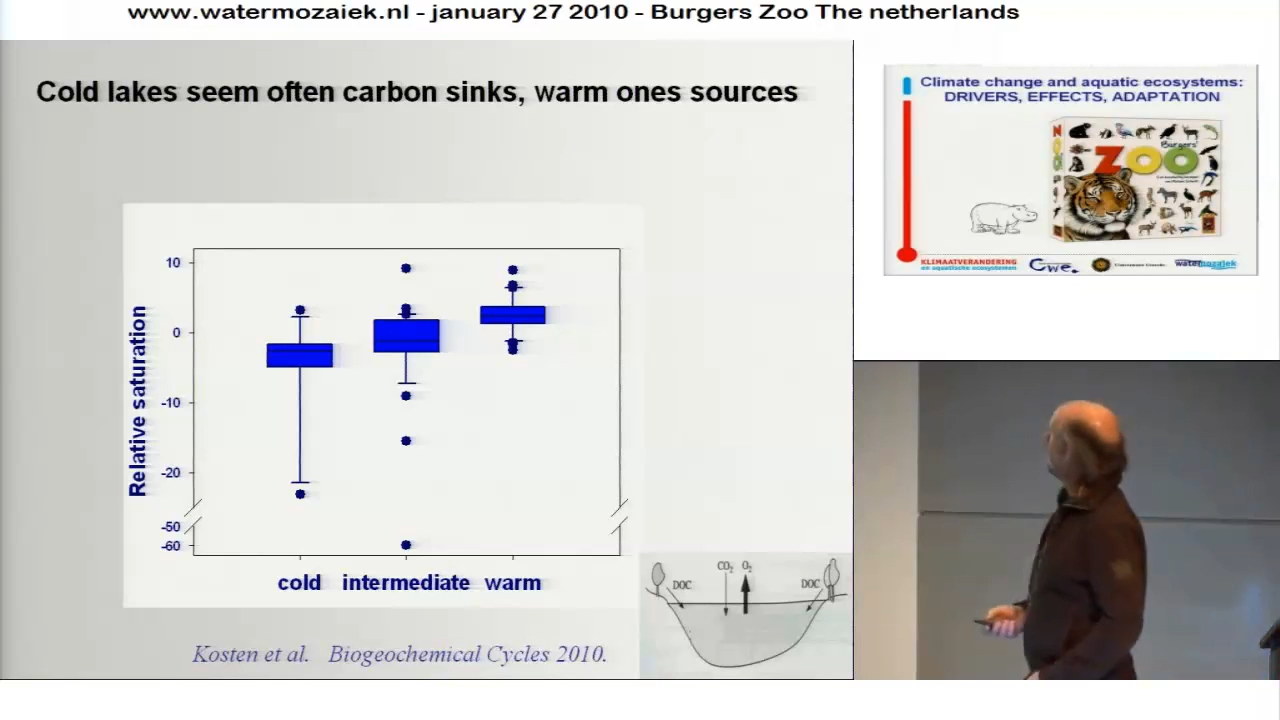 www.watermozaiek.nl - january 27 2010 - Burgers Zoo The netherlands
Cold lakes seem often carbon sinks, warm ones sources
Relative saturation
10
0
-10
-20
-50
-60
cold intermediate warm
Kosten et al. Biogeochemical Cycles 2010.
DOC
CO2 O2
DOC
Climate change and aquatic ecosystems:
DRIVERS, EFFECTS, ADAPTATION
ZOO
Burgers'
ZOO
KLIMAATVERANDERING
en aquatische ecosystemen
Cwe.
watermozaiek